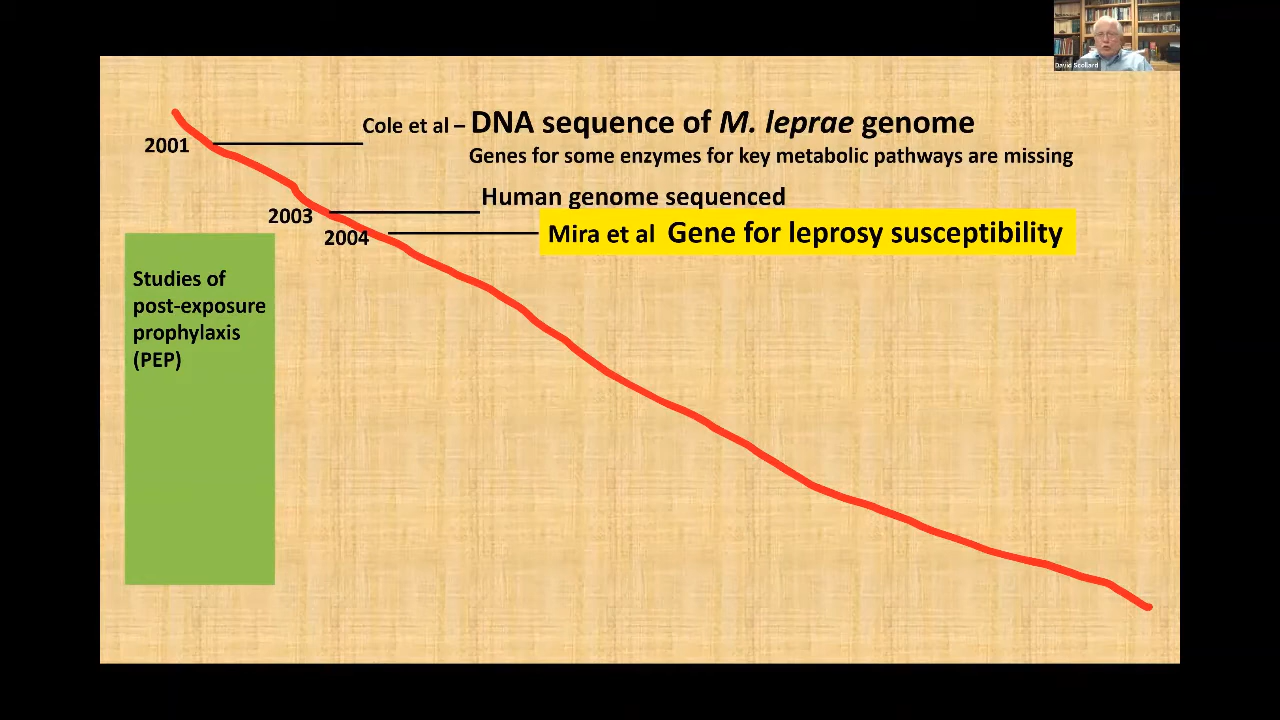 David Scollard
Cole et al – DNA sequence of M. leprae genome
2001
Genes for some enzymes for key metabolic pathways are missing
Human genome sequenced
2003
Mira et al Gene for leprosy susceptibility
2004
Studies of
post-exposure
prophylaxis
(PEP)